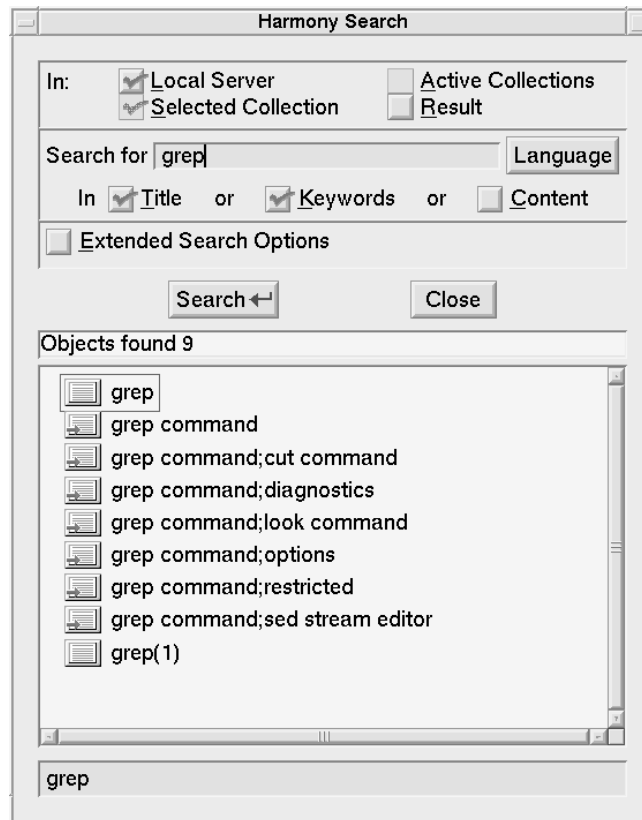 Harmony Search
In: Local Server Active Collections
Selected Collection Result
Search for grep Language
In Title or Keywords or Content
Extended Search Options
Search Close
Objects found 9
grep
grep command
grep command;cut command
grep command;diagnostics
grep command;look command
grep command;options
grep command;restricted
grep command;sed stream editor
grep(1)
grep